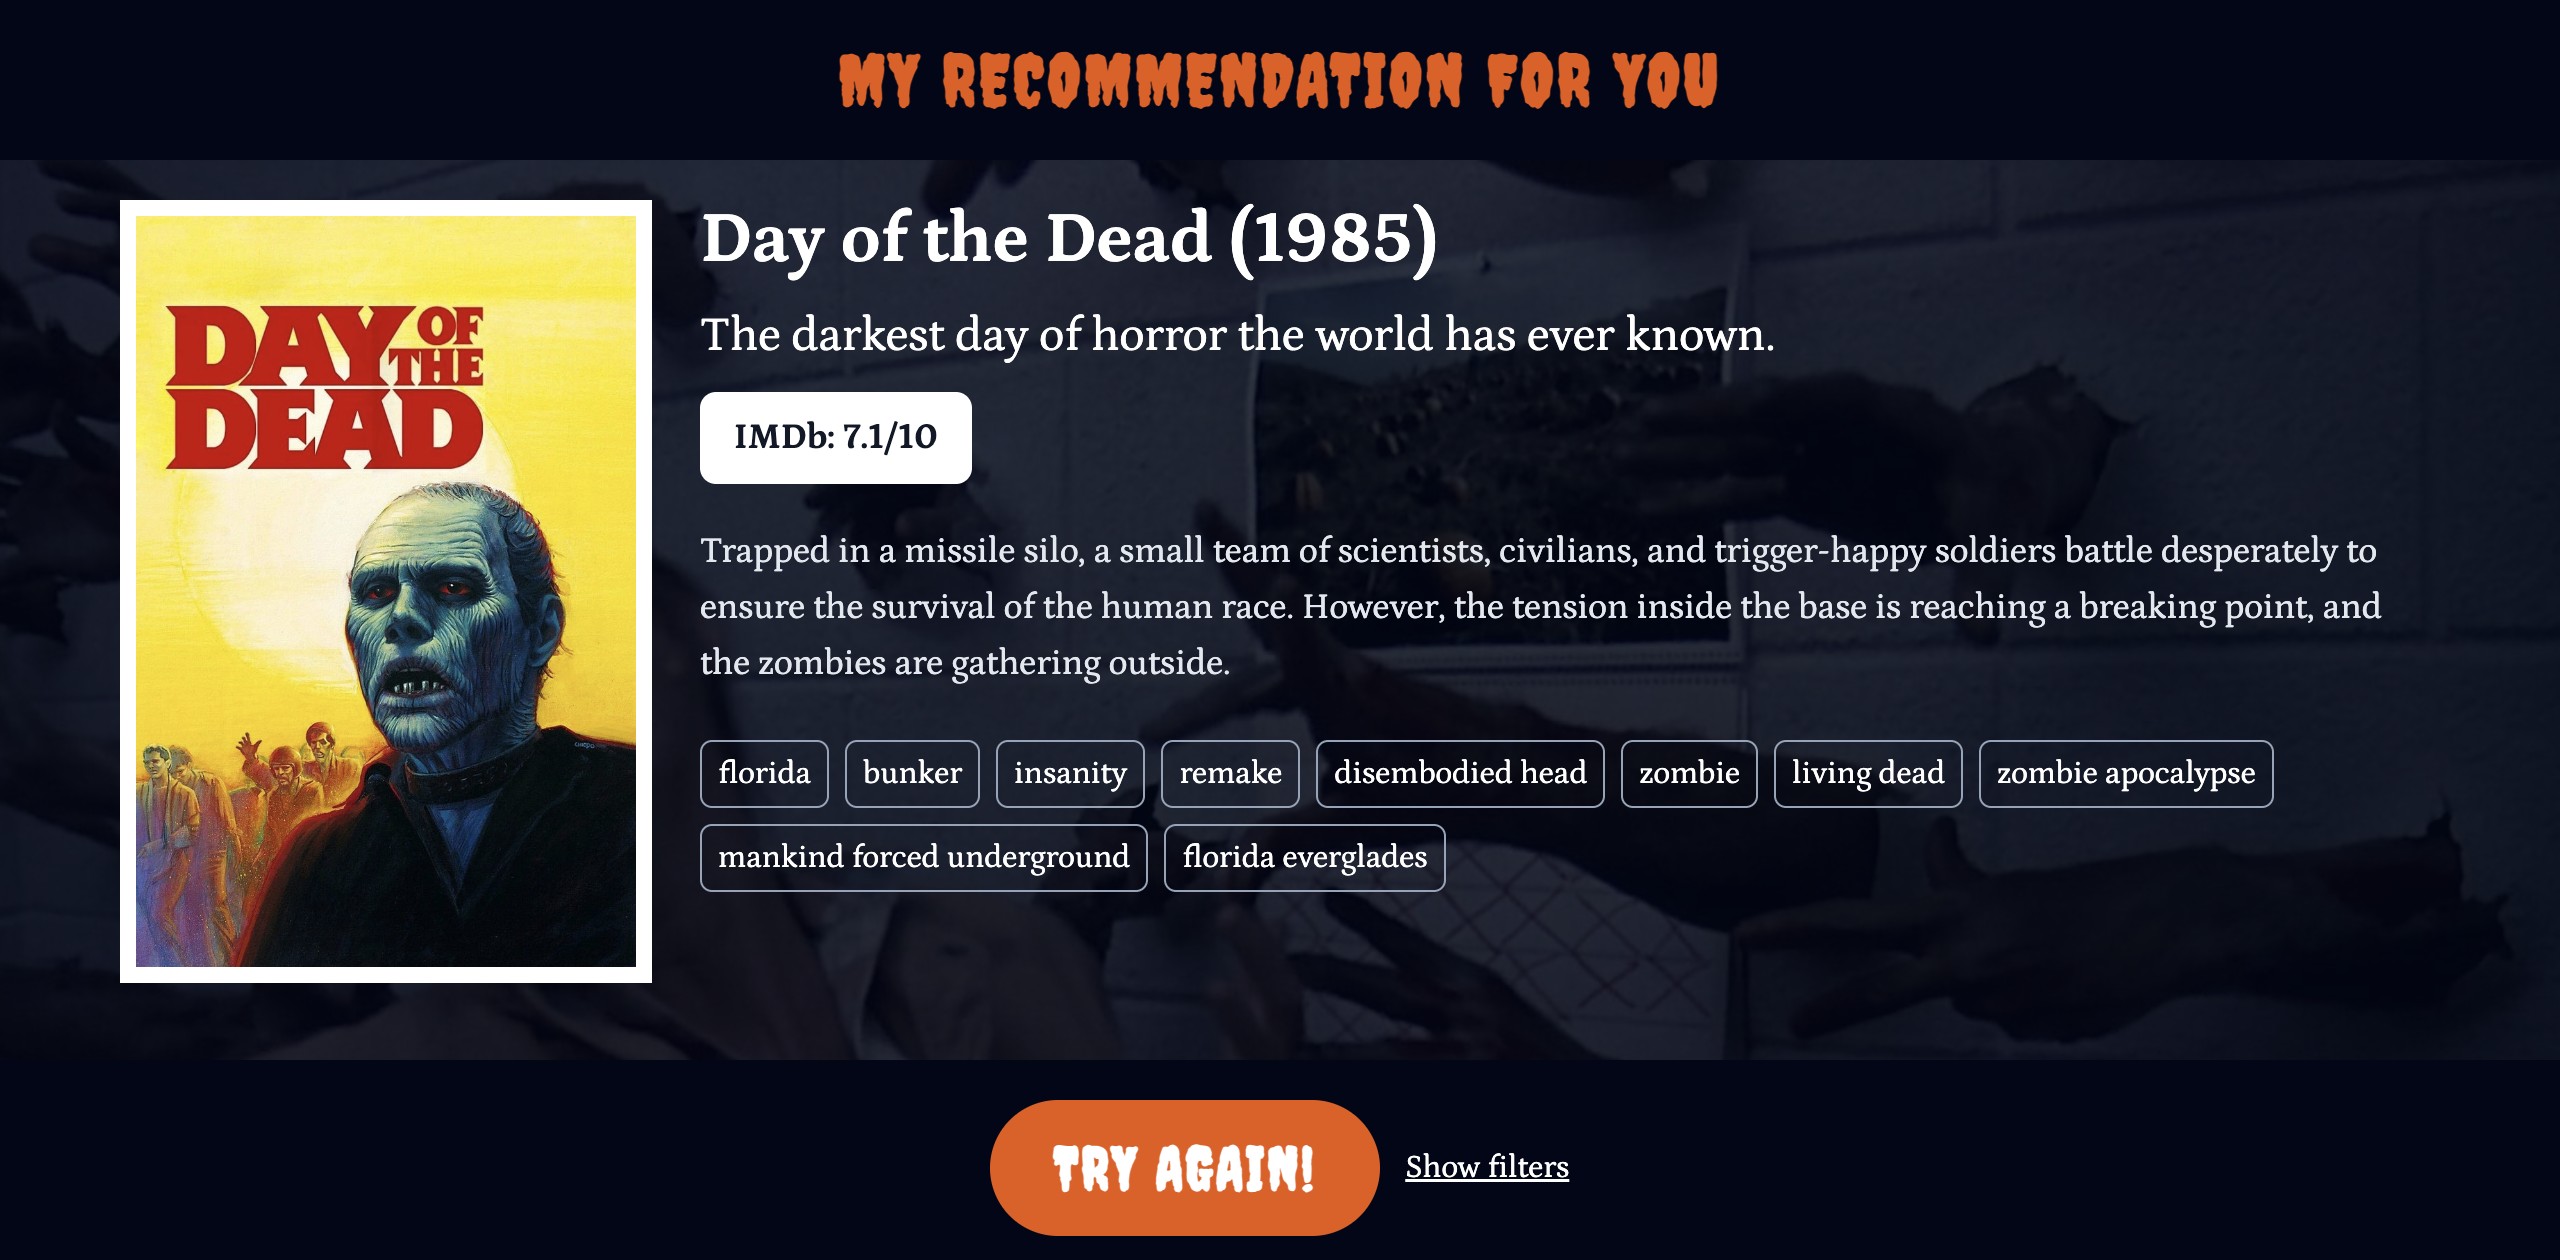 MY RECOMMENDATION FOR YOU
DAY OF
THE
DEAD
Day of the Dead (1985)
The darkest day of horror the world has ever known.
IMDb: 7.1/10
Trapped in a missile silo, a small team of scientists, civilians, and trigger-happy soldiers battle desperately to
ensure the survival of the human race. However, the tension inside the base is reaching a breaking point, and
the zombies are gathering outside.
florida bunker insanity remake disembodied head zombie living dead zombie apocalypse
mankind forced underground florida everglades
TRY AGAIN! Show filters